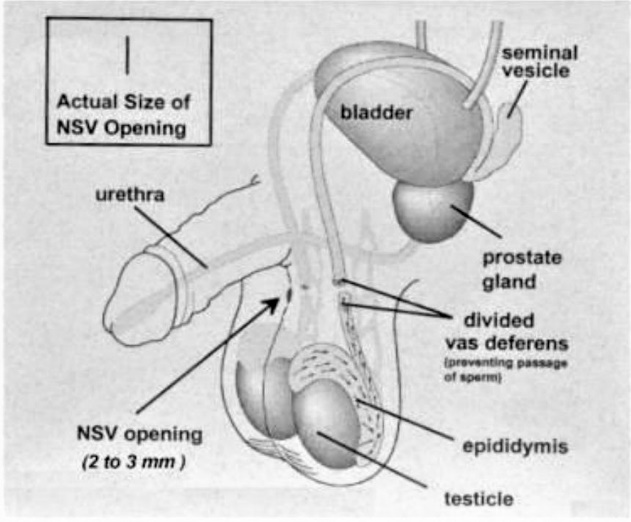 Actual Size of
NSV Opening
seminal
vesicle
bladder
urethra
prostate
gland
divided
vas deferens
(preventing passage
of sperm)
NSV opening
(2 to 3 mm )
epididymis
testicle